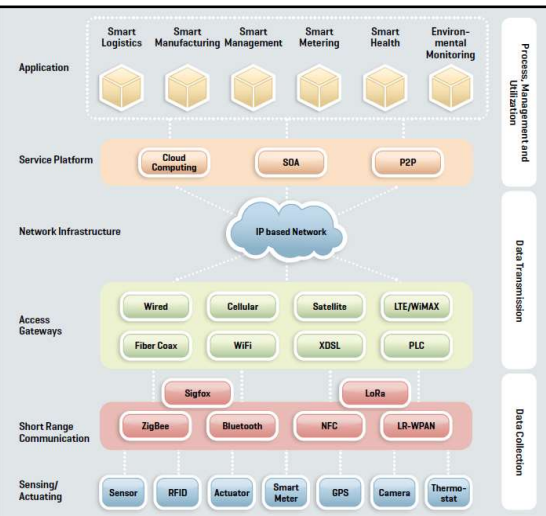 Smart Logistics
Smart Manufacturing
Smart Management
Smart Metering
Smart Health
Environ-
mental
Monitoring
Application
Process, Management and
Utilization
Service Platform
Cloud
Computing
SOA
P2P
Network Infrastructure
IP based Network
Data Transmission
Access
Gateways
Wired
Cellular
Satellite
LTE/WiMAX
Fiber Coax
WiFi
XDSL
PLC
Sigfox
LoRa
Short Range
Communication
ZigBee
Bluetooth
NFC
LR-WPAN
Data Collection
Sensing/
Actuating
Sensor
RFID
Actuator
Smart
Meter
GPS
Camera
Thermo-
stat